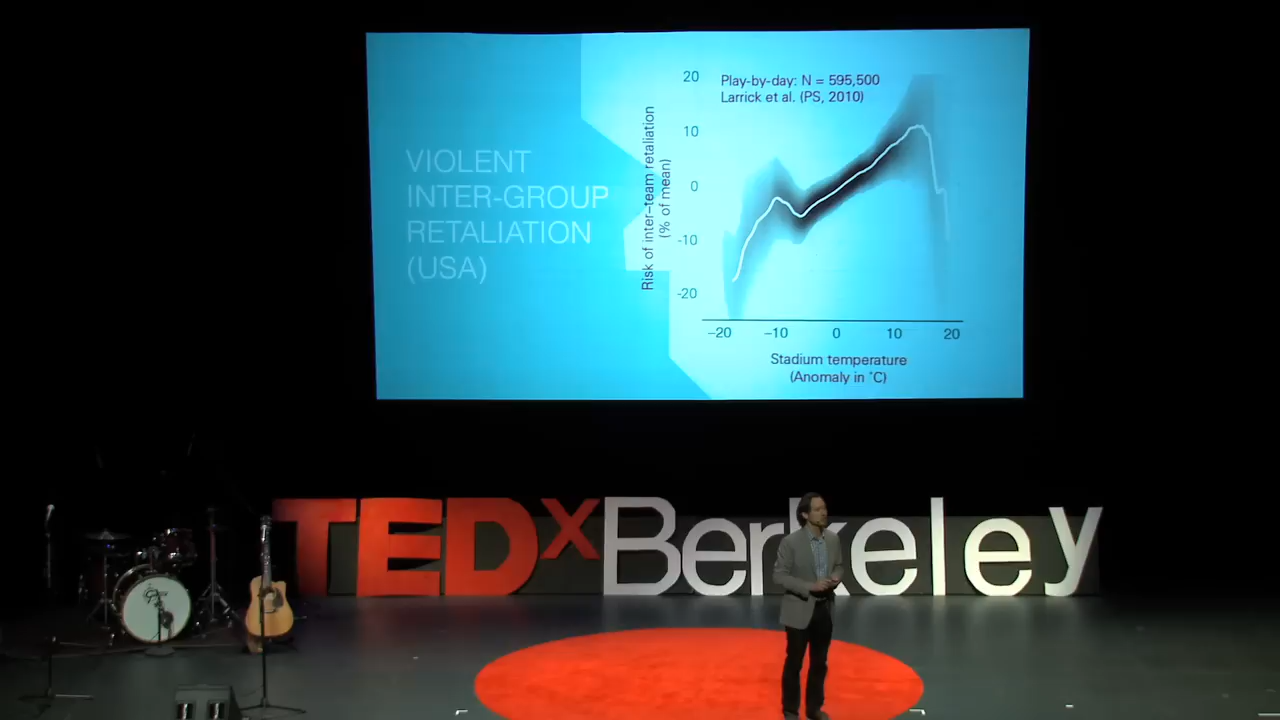 VIOLENT
INTER-GROUP
RETALIATION
(USA)
Play-by-day: N = 595,500
Larrick et al. (PS, 2010)
Risk of inter-team retaliation
(% of mean)
20
10
0
-10
-20
−20
−10
0
10
20
Stadium temperature
(Anomaly in ˚C)
TEDxBerkeley